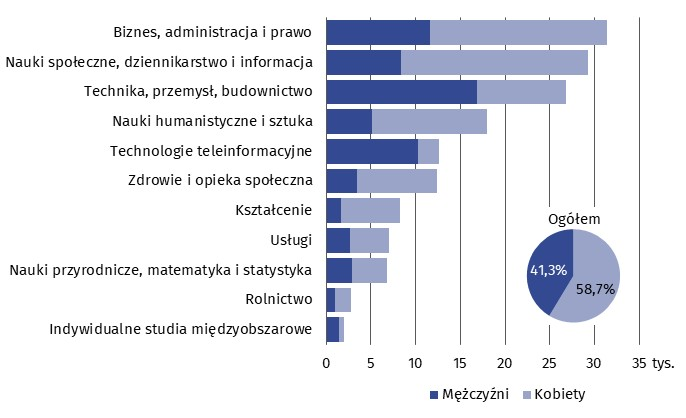 Biznes, administracja i prawo
Nauki społeczne, dziennikarstwo i informacja
Technika, przemysł, budownictwo
Nauki humanistyczne i sztuka
Technologie teleinformacyjne
Zdrowie i opieka społeczna
Kształcenie
Ogółem
Usługi
Nauki przyrodnicze, matematyka i statystyka
41,3%
58,7%
Rolnictwo
Indywidualne studia międzyobszarowe
0 5 10 15 20 25 30 35 tys.
Mężczyźni Kobiety